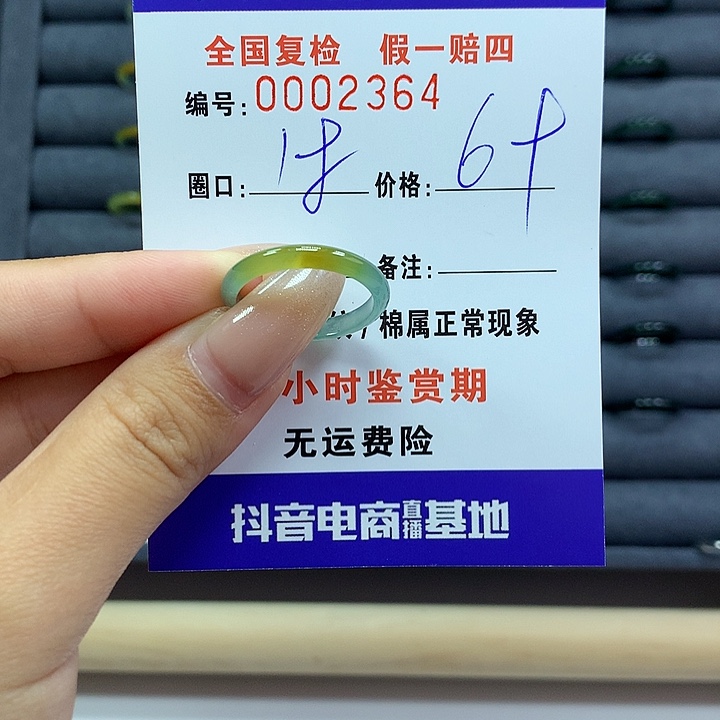 全国复检 假一赔四
编号: 0002364
圈口: 价格: 6
备注:
/棉属正常现象
小时鉴赏期
无运费险
抖音电商直播基地